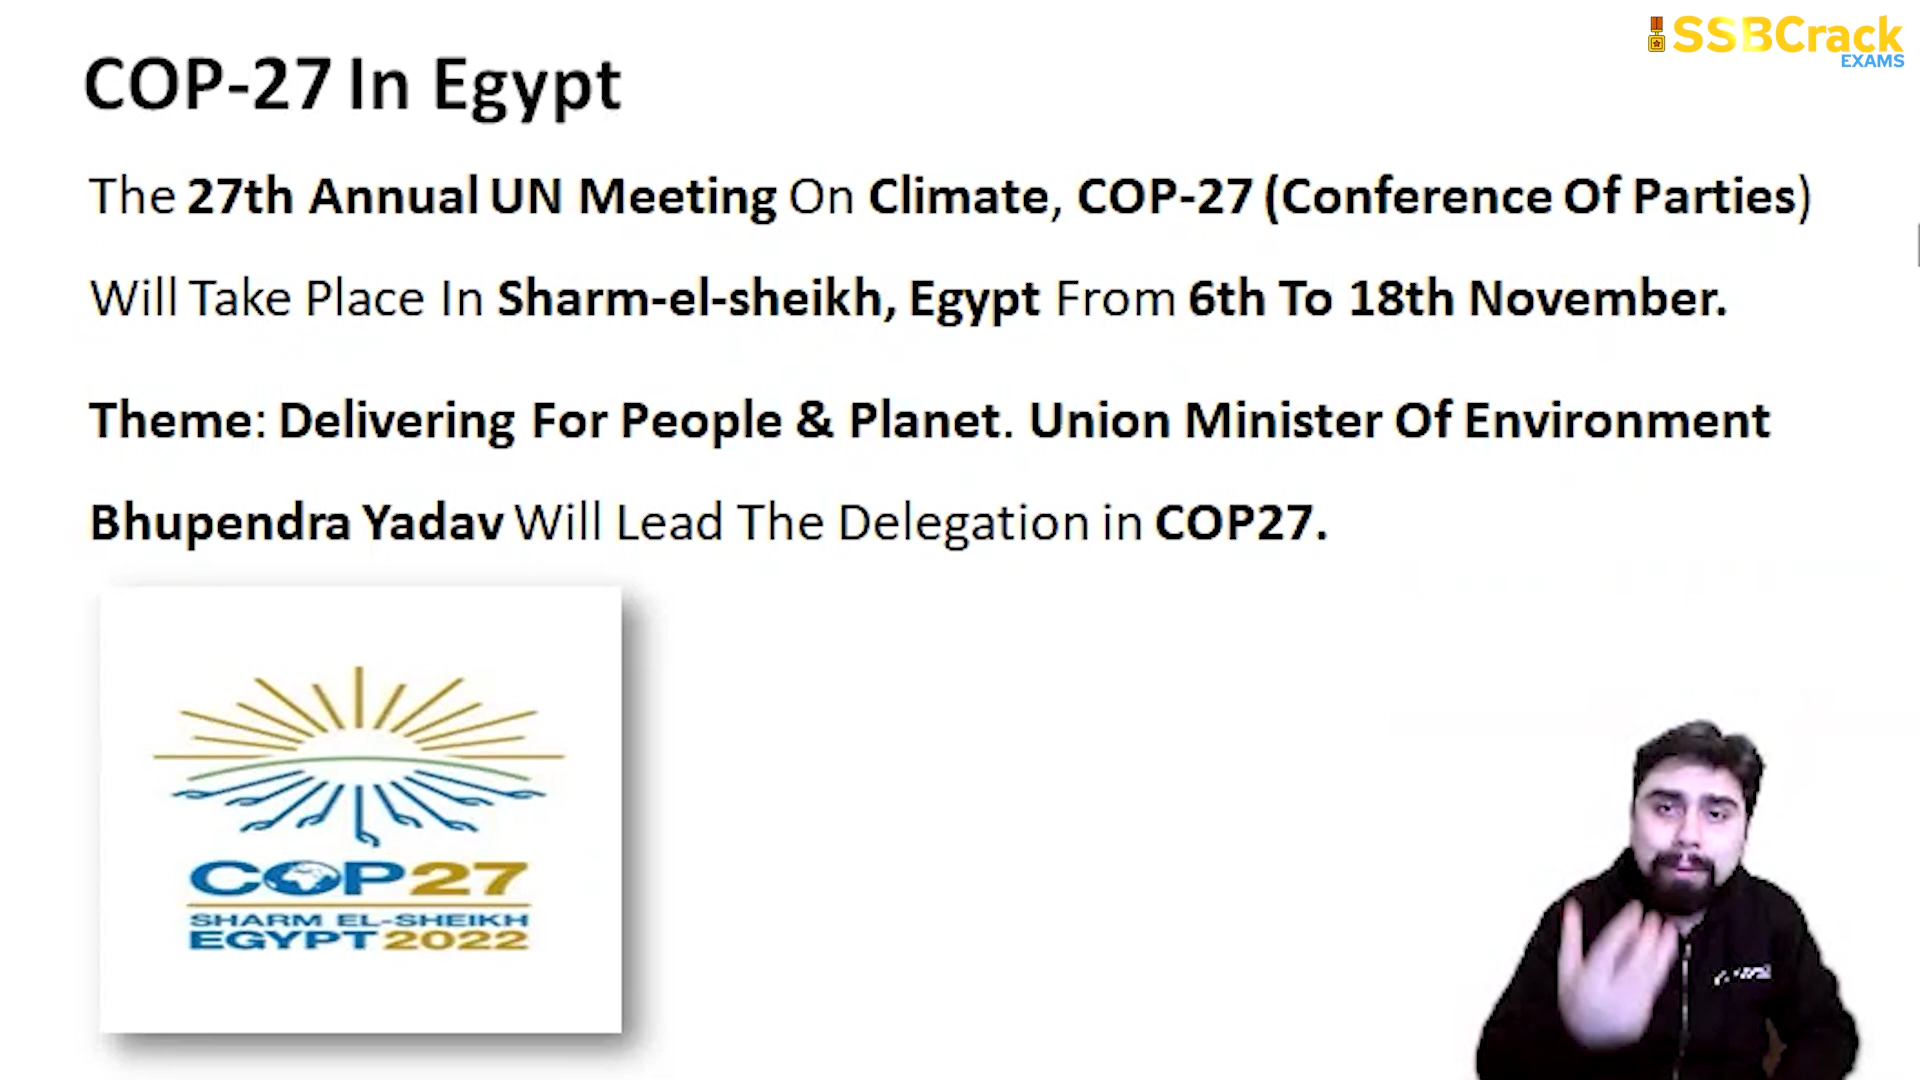 SSBCrack
EXAMS
COP-27 In Egypt
The 27th Annual UN Meeting On Climate, COP-27 (Conference Of Parties)
Will Take Place In Sharm-el-sheikh, Egypt From 6th To 18th November.
Theme: Delivering For People & Planet. Union Minister Of Environment
Bhupendra Yadav Will Lead The Delegation in COP27.
COP27
SHARM EL-SHEIKH
EGYPT 2022